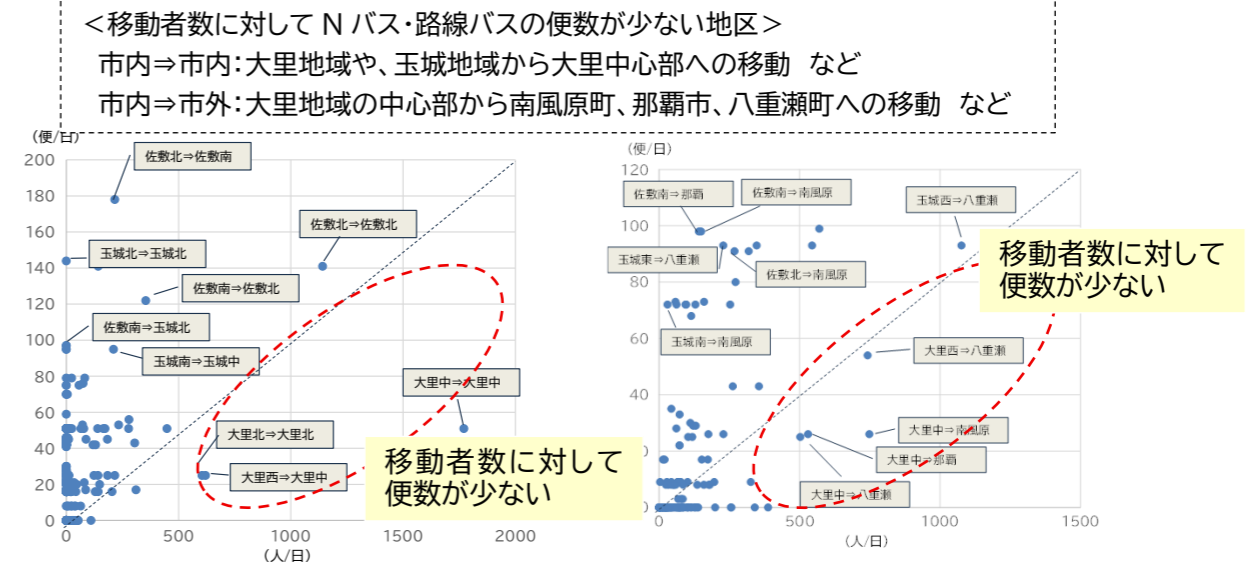 ＜移動者数に対して N バス・路線バスの便数が少ない地区＞
市内⇒市内：大里地域や、玉城地域から大里中心部への移動　など
市内⇒市外：大里地域の中心部から南風原町、那覇市、八重瀬町への移動　など
(便/日)
200
180
160
140
120
100
80
60
40
20
0
佐敷北⇒佐敷南
佐敷北⇒佐敷北
玉城北⇒玉城北
佐敷南⇒佐敷北
佐敷南⇒玉城北
玉城南⇒玉城中
大里中⇒大里中
大里北⇒大里北
大里西⇒大里中
移動者数に対して
便数が少ない
0
500
1000
1500
2000
(人/日)
(便/日)
120
100
80
60
40
20
0
佐敷南⇒那覇
佐敷南⇒南風原
玉城西⇒八重瀬
玉城東⇒八重瀬
佐敷北⇒南風原
移動者数に対して
便数が少ない
玉城南⇒南風原
大里西⇒八重瀬
大里中⇒南風原
大里中⇒那覇
大里中⇒八重瀬
0
500
1000
1500
(人/日)